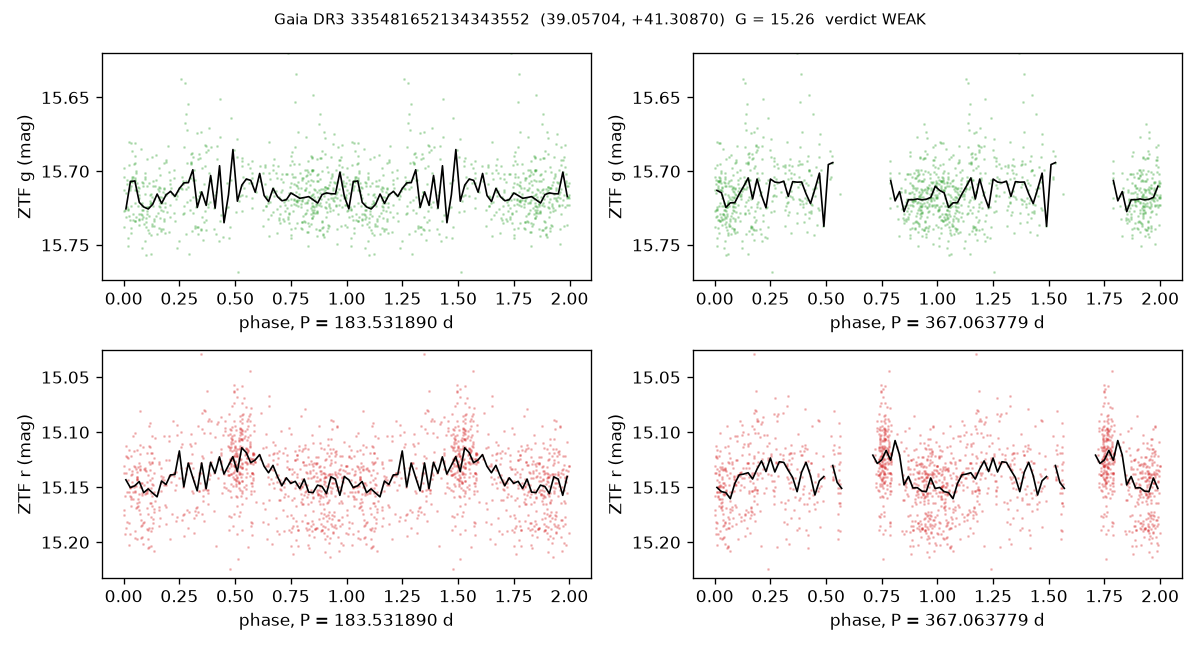 Gaia DR3 335481652134343552 (39.05704, +41.30870) G = 15.26 verdict WEAK
ZTF g (mag)
15.65
15.70
15.75
0.00 0.25 0.50 0.75 1.00 1.25 1.50 1.75 2.00
phase, P = 183.531890 d
ZTF g (mag)
15.65
15.70
15.75
0.00 0.25 0.50 0.75 1.00 1.25 1.50 1.75 2.00
phase, P = 367.063779 d
ZTF r (mag)
15.05
15.10
15.15
15.20
0.00 0.25 0.50 0.75 1.00 1.25 1.50 1.75 2.00
phase, P = 183.531890 d
ZTF r (mag)
15.05
15.10
15.15
15.20
0.00 0.25 0.50 0.75 1.00 1.25 1.50 1.75 2.00
phase, P = 367.063779 d